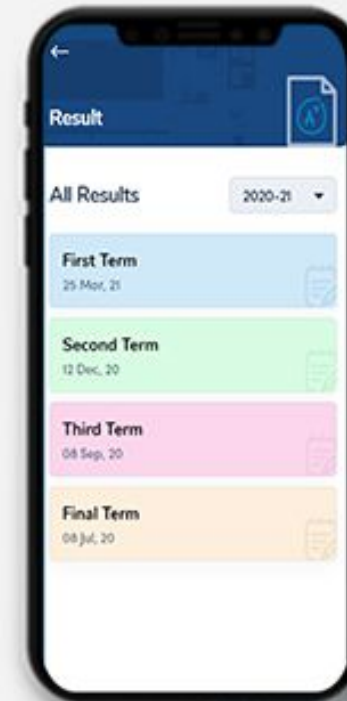 Result
All Results
2020-21
First Term
25 Mar, 21
Second Term
12 Dec, 20
Third Term
08 Sep, 20
Final Term
08 Jul, 20